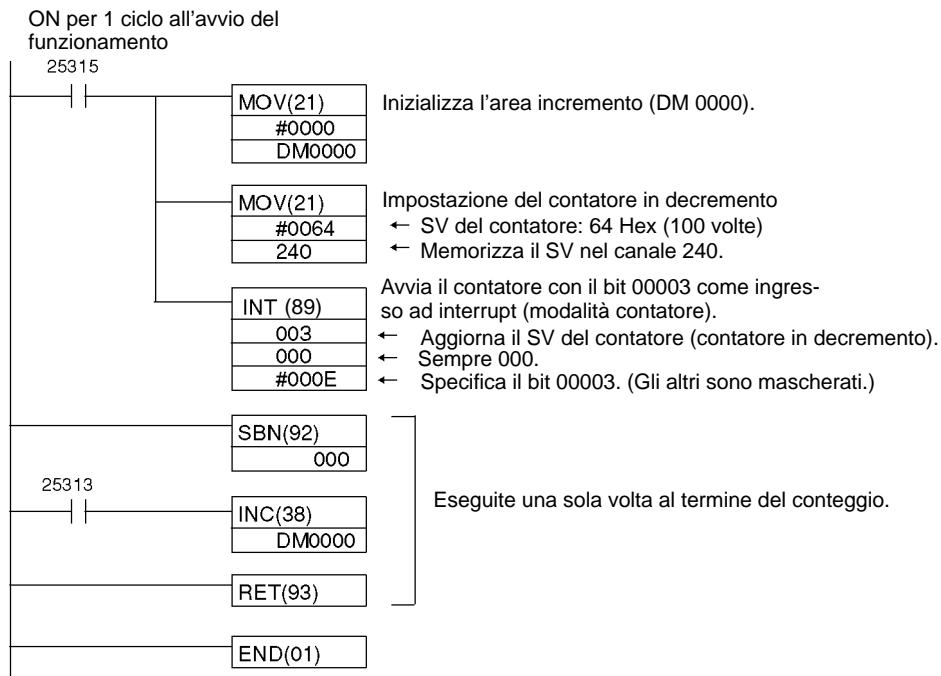 ON per 1 ciclo all'avvio del
funzionamento
25315
MOV(21)
#0000
DM0000
Inizializza l'area incremento (DM 0000).
MOV(21)
#0064
240
Impostazione del contatore in decremento
← SV del contatore: 64 Hex (100 volte)
← Memorizza il SV nel canale 240.
INT (89)
003
000
#000E
Avvia il contatore con il bit 00003 come ingres-
so ad interrupt (modalità contatore).
← Aggiorna il SV del contatore (contatore in decremento).
← Sempre 000.
← Specifica il bit 00003. (Gli altri sono mascherati.)
SBN(92)
000
25313
INC(38)
DM0000
Eseguite una sola volta al termine del conteggio.
RET(93)
END(01)